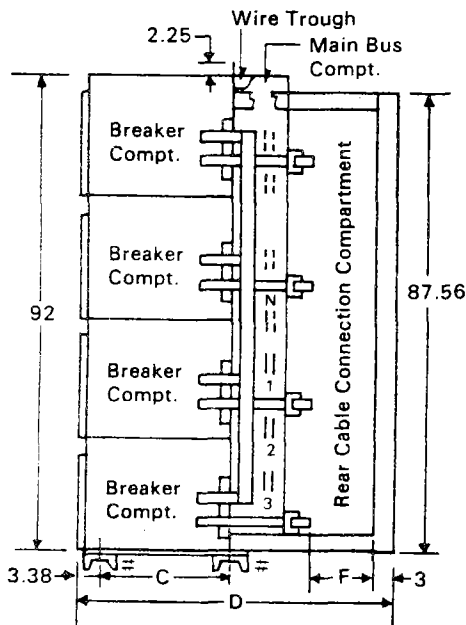 Wire Trough
2.25
Main Bus
Compt.
Breaker
Compt.
Breaker
Compt.
N
92
87.56
Rear Cable Connection Compartment
Breaker
Compt.
1
2
Breaker
Compt.
3
3.38
C
F
3
D